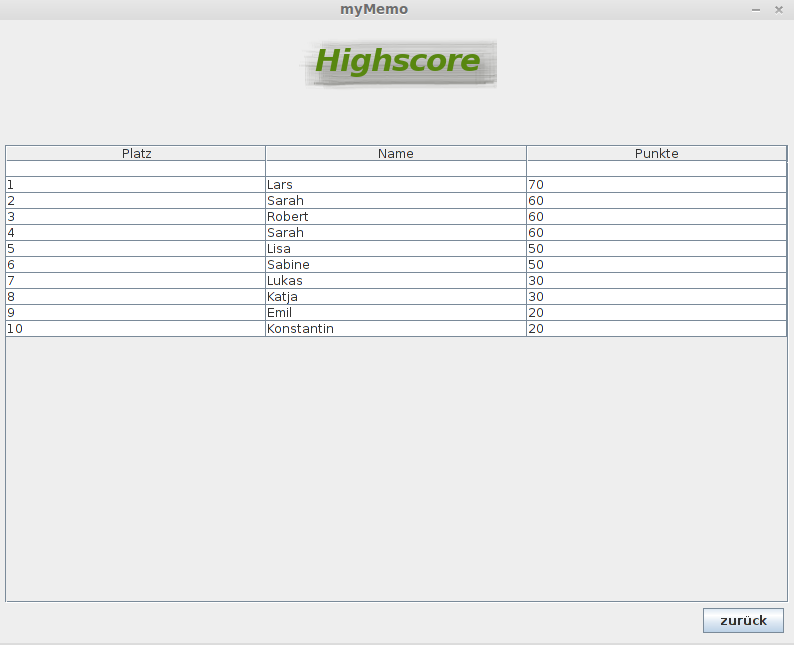 myMemo
Highscore
Platz Name Punkte
1 Lars 70
2 Sarah 60
3 Robert 60
4 Sarah 60
5 Lisa 50
6 Sabine 50
7 Lukas 30
8 Katja 30
9 Emil 20
10 Konstantin 20
zurück